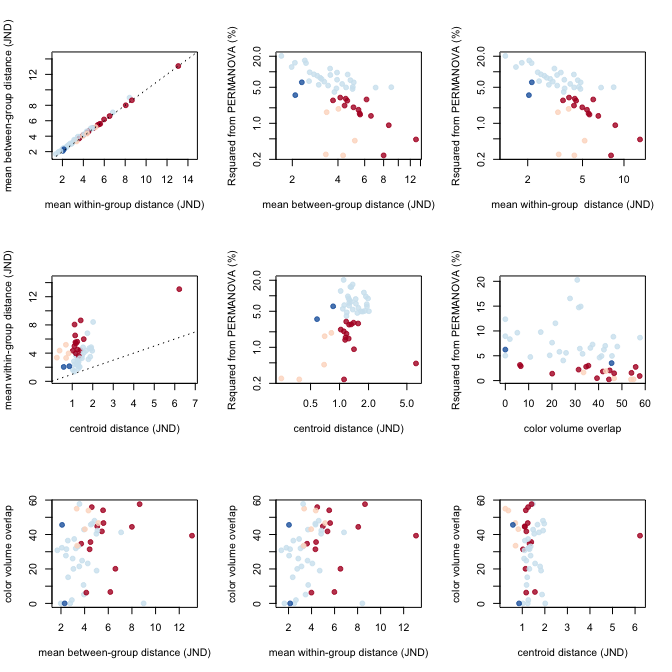 mean between-group distance (JND)
2 4 6 8 12
2 4 6 8 10 12 14
mean within-group distance (JND)
Rsquared from PERMANOVA (%)
0.2 1.0 5.0 20.0
2 4 6 8 12
mean between-group distance (JND)
Rsquared from PERMANOVA (%)
0.2 1.0 5.0 20.0
2 5 10
mean within-group distance (JND)
mean within-group distance (JND)
0 4 8 12
1 2 3 4 5 6 7
centroid distance (JND)
Rsquared from PERMANOVA (%)
0.2 1.0 5.0 20.0
0.5 1.0 2.0 5.0
centroid distance (JND)
Rsquared from PERMANOVA (%)
0 5 10 15 20
0 10 20 30 40 50 60
color volume overlap
color volume overlap
0 20 40 60
2 4 6 8 10 12
mean between-group distance (JND)
color volume overlap
0 20 40 60
2 4 6 8 10 12
mean within-group distance (JND)
color volume overlap
0 20 40 60
1 2 3 4 5 6
centroid distance (JND)